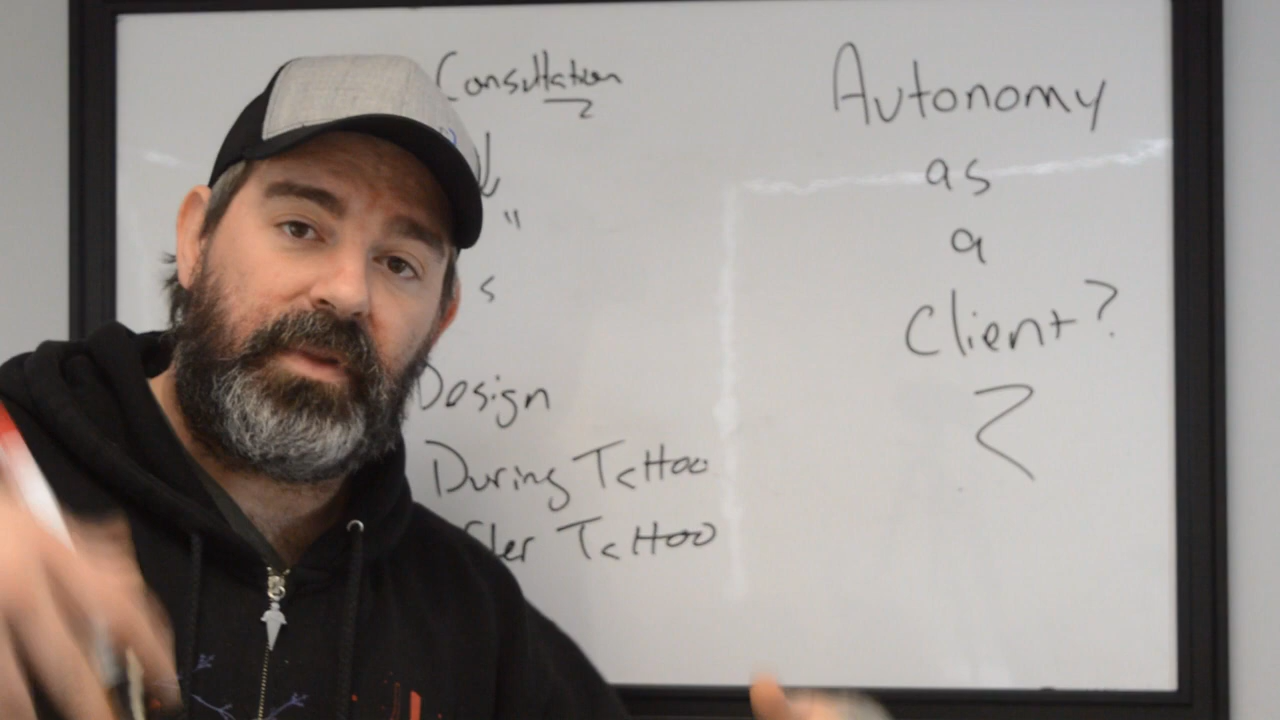 Consultation
"
s
Design
During Tattoo
Tattoo
Autonomy
as
a
Client?